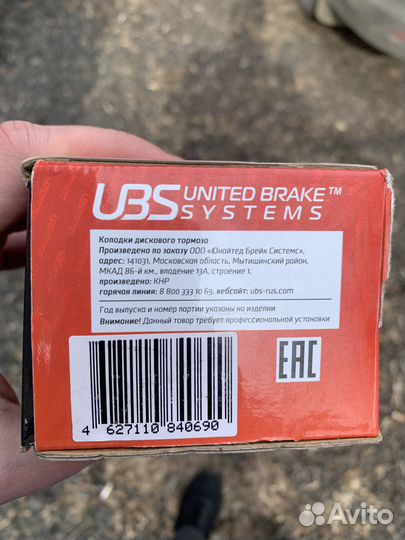 UBS UNITED BRAKE™
SYSTEMS
Колодки дискового тормоза
Произведено по заказу ООО «Юнайтед Брейк Системс»,
адрес: 141031, Московская область, Мытищинский район,
МКАД 86-й км., владение 13А, строение 1,
произведено: КНР
горячая линия: 8 800 333 10 69, вебсайт: ubs-rus.com
Год выпуска и номер партии указаны на изделии
Внимание! Данный товар требует профессиональной установки
EAC
4 627110 840690
Avito